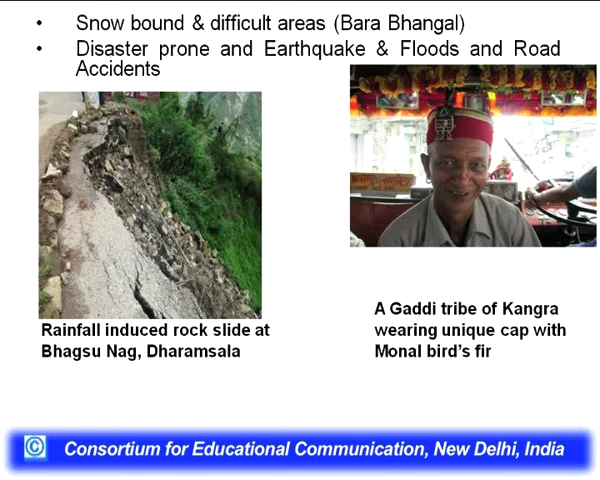 • Snow bound & difficult areas (Bara Bhangal)
• Disaster prone and Earthquake & Floods and Road
Accidents
Rainfall induced rock slide at
Bhagsu Nag, Dharamsala
A Gaddi tribe of Kangra
wearing unique cap with
Monal bird's fir
© Consortium for Educational Communication, New Delhi, India